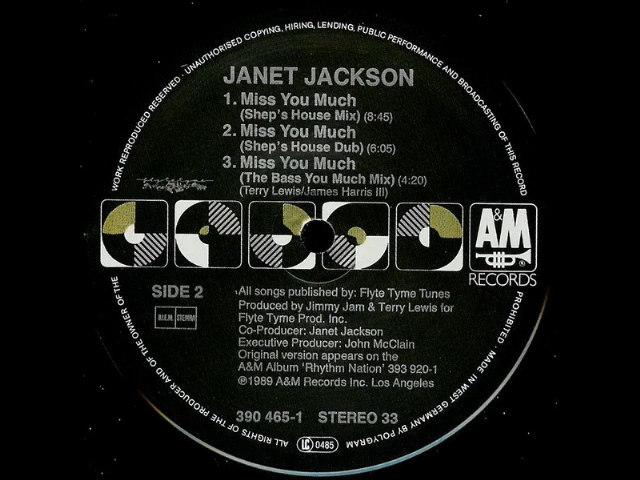 WORK REPRODUCED RESERVED - UNAUTHORISED COPYING, HIRING, LENDING, PUBLIC PERFORMANCE AND BROADCASTING OF THIS RECORD
JANET JACKSON
1. Miss You Much
(Shep's House Mix) (8:45)
2. Miss You Much
(Shep's House Dub) (6:05)
3. Miss You Much
(The Bass You Much Mix) (4:20)
(Terry Lewis/James Harris III)
A&M
®
RECORDS
SIDE 2
B.I.E.M. STEMRA
All songs published by: Flyte Tyme Tunes
Produced by Jimmy Jam & Terry Lewis for
Flyte Tyme Prod. Inc.
Co-Producer: Janet Jackson
Executive Producer: John McClain
Original version appears on the
A&M Album 'Rhythm Nation' 393 920-1
℗1989 A&M Records Inc. Los Angeles
390 465-1 STEREO 33
LC 0485
PROHIBITED MADE IN WEST GERMANY BY POLYGRAM
ALL RIGHTS OF THE PRODUCER AND OF THE OWNER OF THE